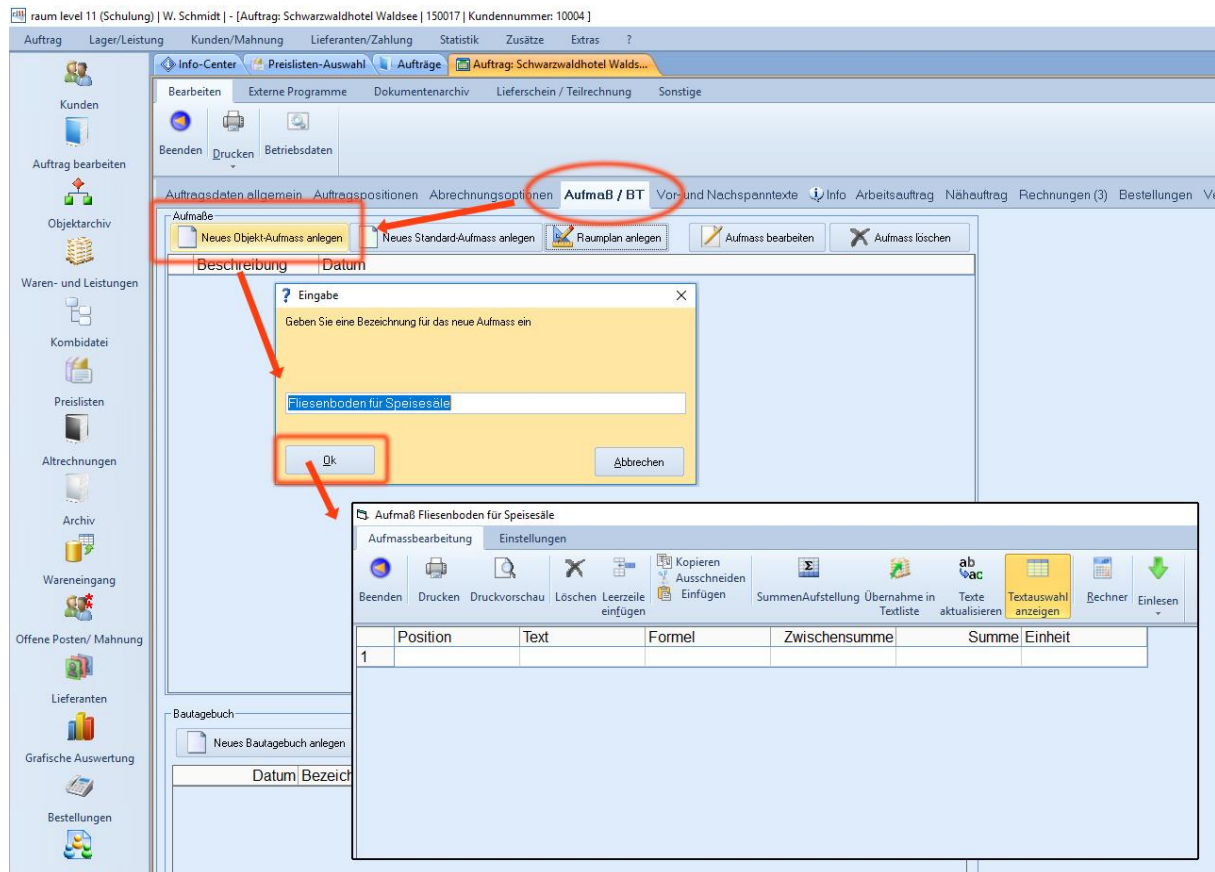 raum level 11 (Schulung) | W. Schmidt | - [Auftrag: Schwarzwaldhotel Waldsee | 150017 | Kundennummer: 10004 ]
Auftrag Lager/Leistung Kunden/Mahnung Lieferanten/Zahlung Statistik Zusätze Extras ?
Info-Center Preislisten-Auswahl Aufträge Auftrag: Schwarzwaldhotel Walds...
Bearbeiten Externe Programme Dokumentenarchiv Lieferschein / Teilrechnung Sonstige
Beenden Drucken Betriebsdaten
Auftragsdaten allgemein Auftragspositionen Abrechnungsoptionen Aufmaß / BT Vor- und Nachspanntexte Info Arbeitsauftrag Nähauftrag Rechnungen (3) Bestellungen
Kunden
Auftrag bearbeiten
Objektarchiv
Waren- und Leistungen
Kombidatei
Preislisten
Altrechnungen
Archiv
Wareneingang
Offene Posten/ Mahnung
Lieferanten
Grafische Auswertung
Bestellungen
Aufmaße
Neues Objekt-Aufmass anlegen Neues Standard-Aufmass anlegen Raumplan anlegen Aufmass bearbeiten Aufmass löschen
Beschreibung Datum
? Eingabe
Geben Sie eine Bezeichnung für das neue Aufmass ein
Fliesenboden für Speisesäle
Ok Abbrechen
Aufmaß Fliesenboden für Speisesäle
Aufmassbearbeitung Einstellungen
Beenden Drucken Druckvorschau Löschen Leerzeile einfügen
Kopieren
Ausschneiden
Einfügen
Σ
SummenAufstellung Übernahme in Textliste
ab
ac
Texte aktualisieren Textauswahl anzeigen Rechner Einlesen
Position Text Formel Zwischensumme Summe Einheit
1
Bautagebuch
Neues Bautagebuch anlegen
Datum Bezeich